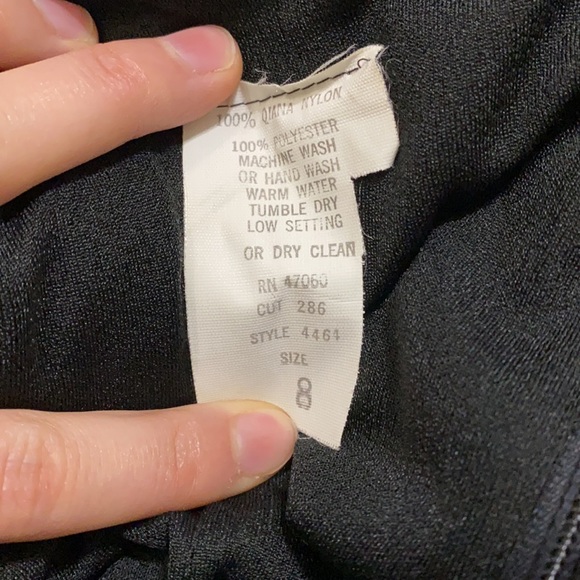 100% QIANA NYLON
100% POLYESTER
MACHINE WASH
OR HAND WASH
WARM WATER
TUMBLE DRY
LOW SETTING
OR DRY CLEAN
RN 47060
CUT 286
STYLE 4464
SIZE
8